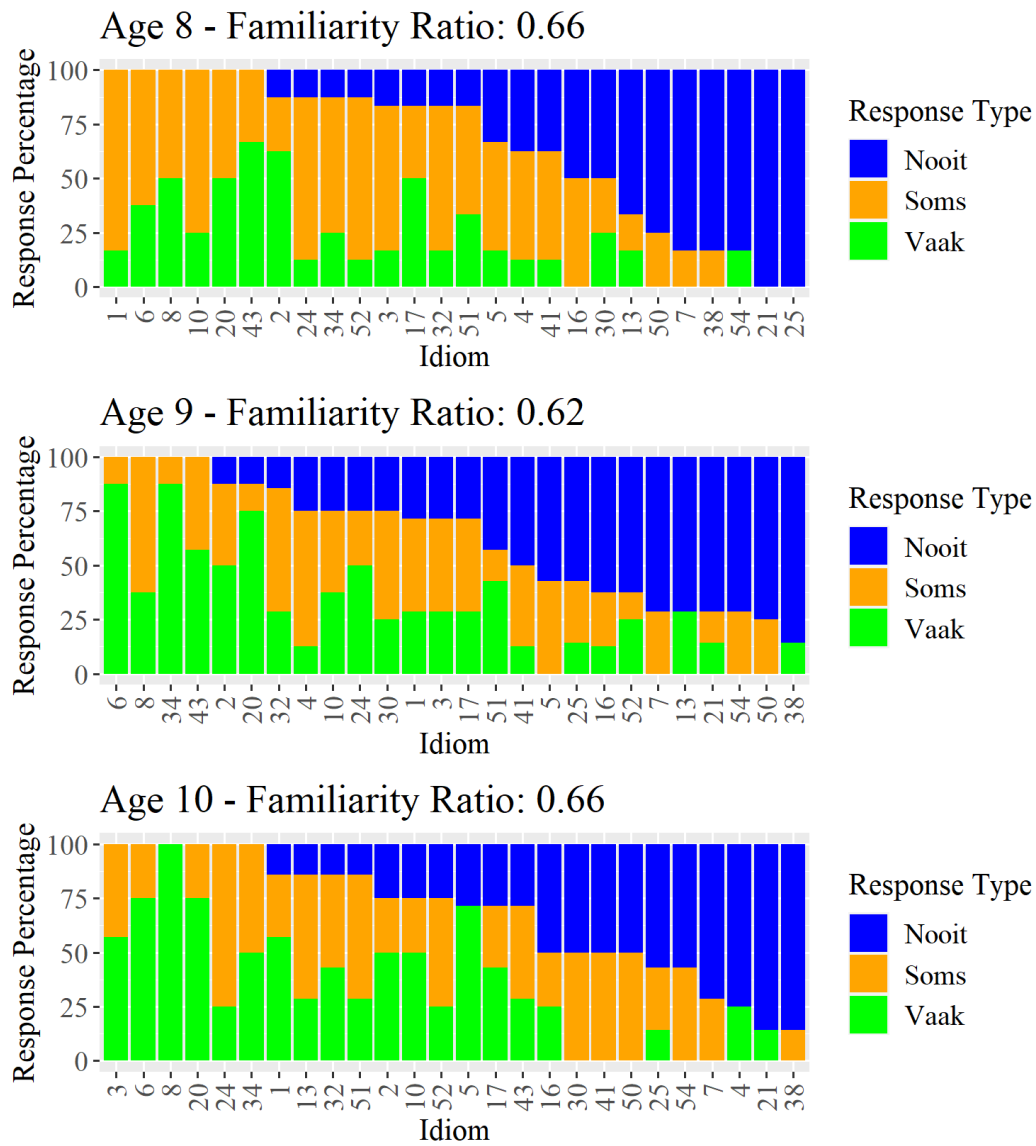 Age 8 - Familiarity Ratio: 0.66
Response Percentage
100
75
50
25
0
1 6 8 10 20 43 2 24 34 52 3 17 32 51 5 4 41 16 30 13 50 7 38 54 21 25
Idiom
Response Type
Nooit
Soms
Vaak
Age 9 - Familiarity Ratio: 0.62
Response Percentage
100
75
50
25
0
6 8 34 43 2 20 32 4 10 24 30 1 3 17 51 41 5 25 16 52 7 13 21 54 50 38
Idiom
Response Type
Nooit
Soms
Vaak
Age 10 - Familiarity Ratio: 0.66
Response Percentage
100
75
50
25
0
3 6 8 20 24 34 1 13 32 51 2 10 52 5 17 43 16 30 41 50 25 54 7 4 21 38
Idiom
Response Type
Nooit
Soms
Vaak